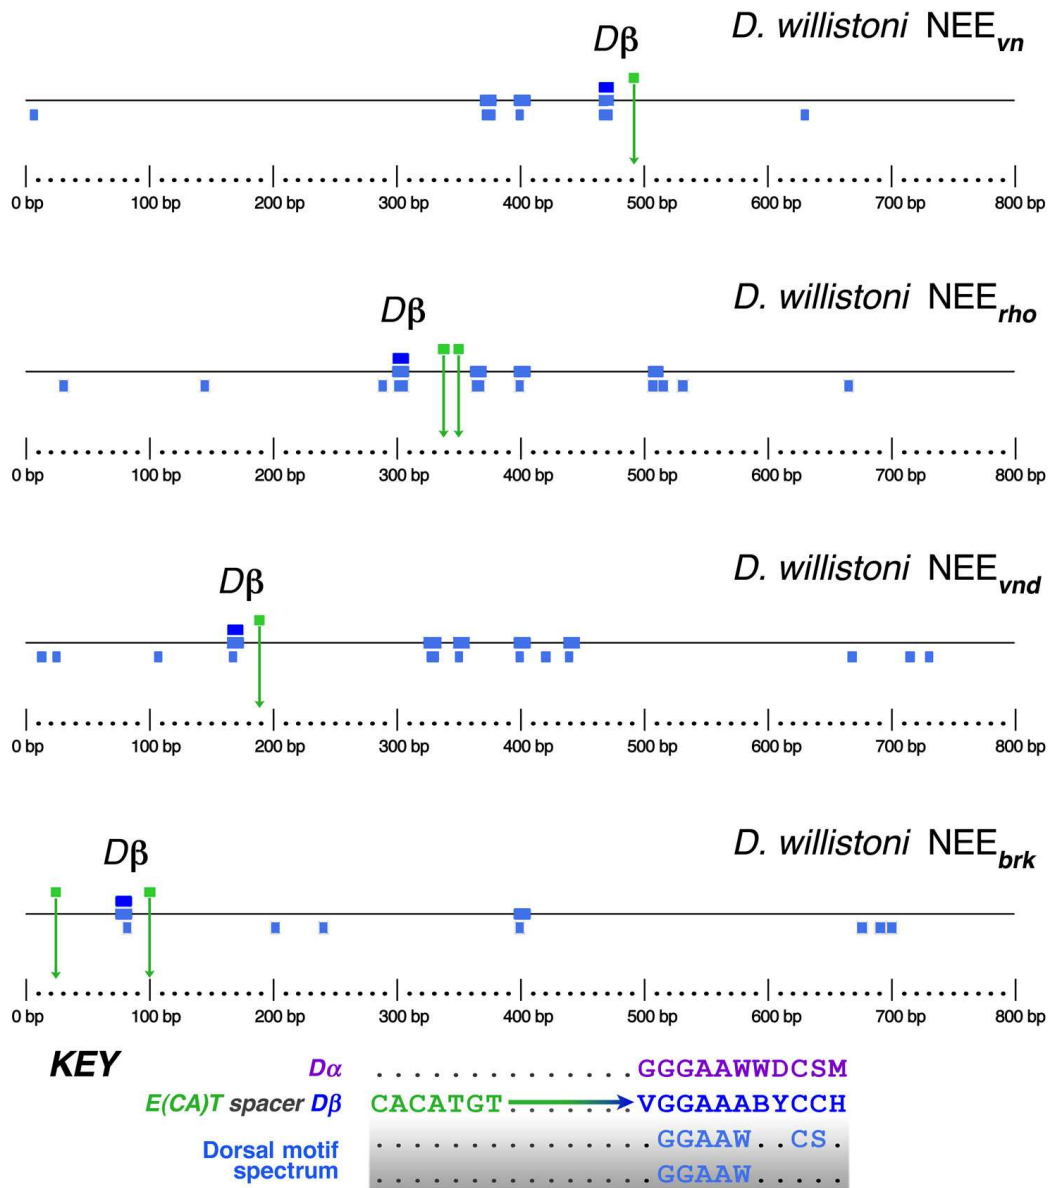 D. willistoni NEEvn
Dβ
0 bp 100 bp 200 bp 300 bp 400 bp 500 bp 600 bp 700 bp 800 bp
D. willistoni NEErho
Dβ
0 bp 100 bp 200 bp 300 bp 400 bp 500 bp 600 bp 700 bp 800 bp
D. willistoni NEEvnd
Dβ
0 bp 100 bp 200 bp 300 bp 400 bp 500 bp 600 bp 700 bp 800 bp
D. willistoni NEEbrk
Dβ
0 bp 100 bp 200 bp 300 bp 400 bp 500 bp 600 bp 700 bp 800 bp
KEY
Dα . . . . . . . . . . . . . . GGGAAWWDCSM
E(CA)T spacer Dβ CACATGT. . . . . . . VGGAAABYCCH
Dorsal motif spectrum
. . . . . . . . . . . . . . . GGAAW . . CS .
. . . . . . . . . . . . . . . GGAAW . . . . .